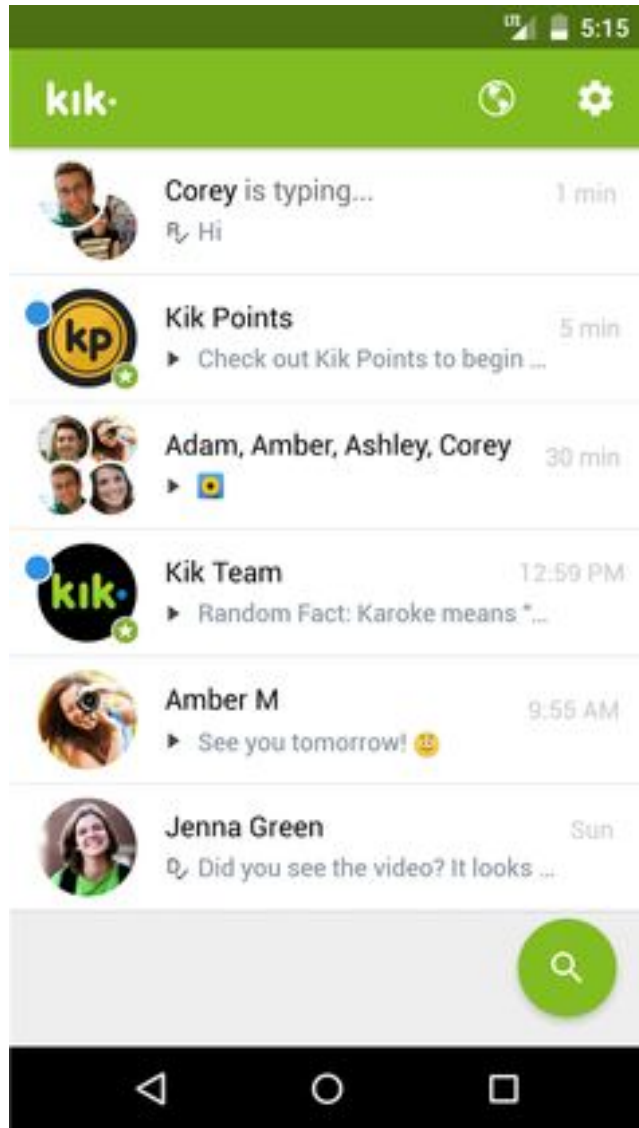 LTE 5:15
kik·
Corey is typing... 1 min
R✓ Hi
kp
Kik Points 5 min
Check out Kik Points to begin ...
Adam, Amber, Ashley, Corey 30 min
kik·
Kik Team 12:59 PM
Random Fact: Karoke means "...
Amber M 9:55 AM
See you tomorrow! 😊
Jenna Green Sun
D✓ Did you see the video? It looks ...